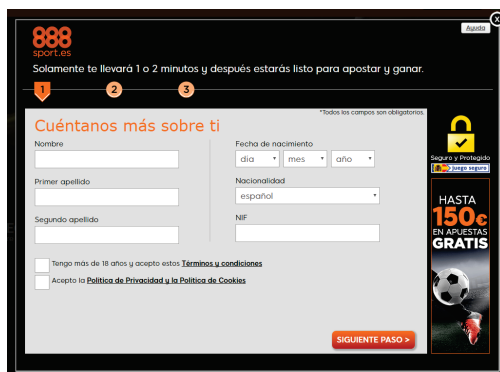 Ayuda
X
888
sport.es
Solamente te llevará 1 o 2 minutos y después estarás listo para apostar y ganar.
1
2
3
*Todos los campos son obligatorios.
Cuéntanos más sobre ti
Nombre
Fecha de nacimiento
dia
mes
año
Primer apellido
Nacionalidad
español
Segundo apellido
NIF
Tengo más de 18 años y acepto estos Términos y condiciones
Acepto la Política de Privacidad y la Política de Cookies
SIGUIENTE PASO >
Seguro y Protegido
juego seguro
HASTA
150€
EN APUESTAS
GRATIS